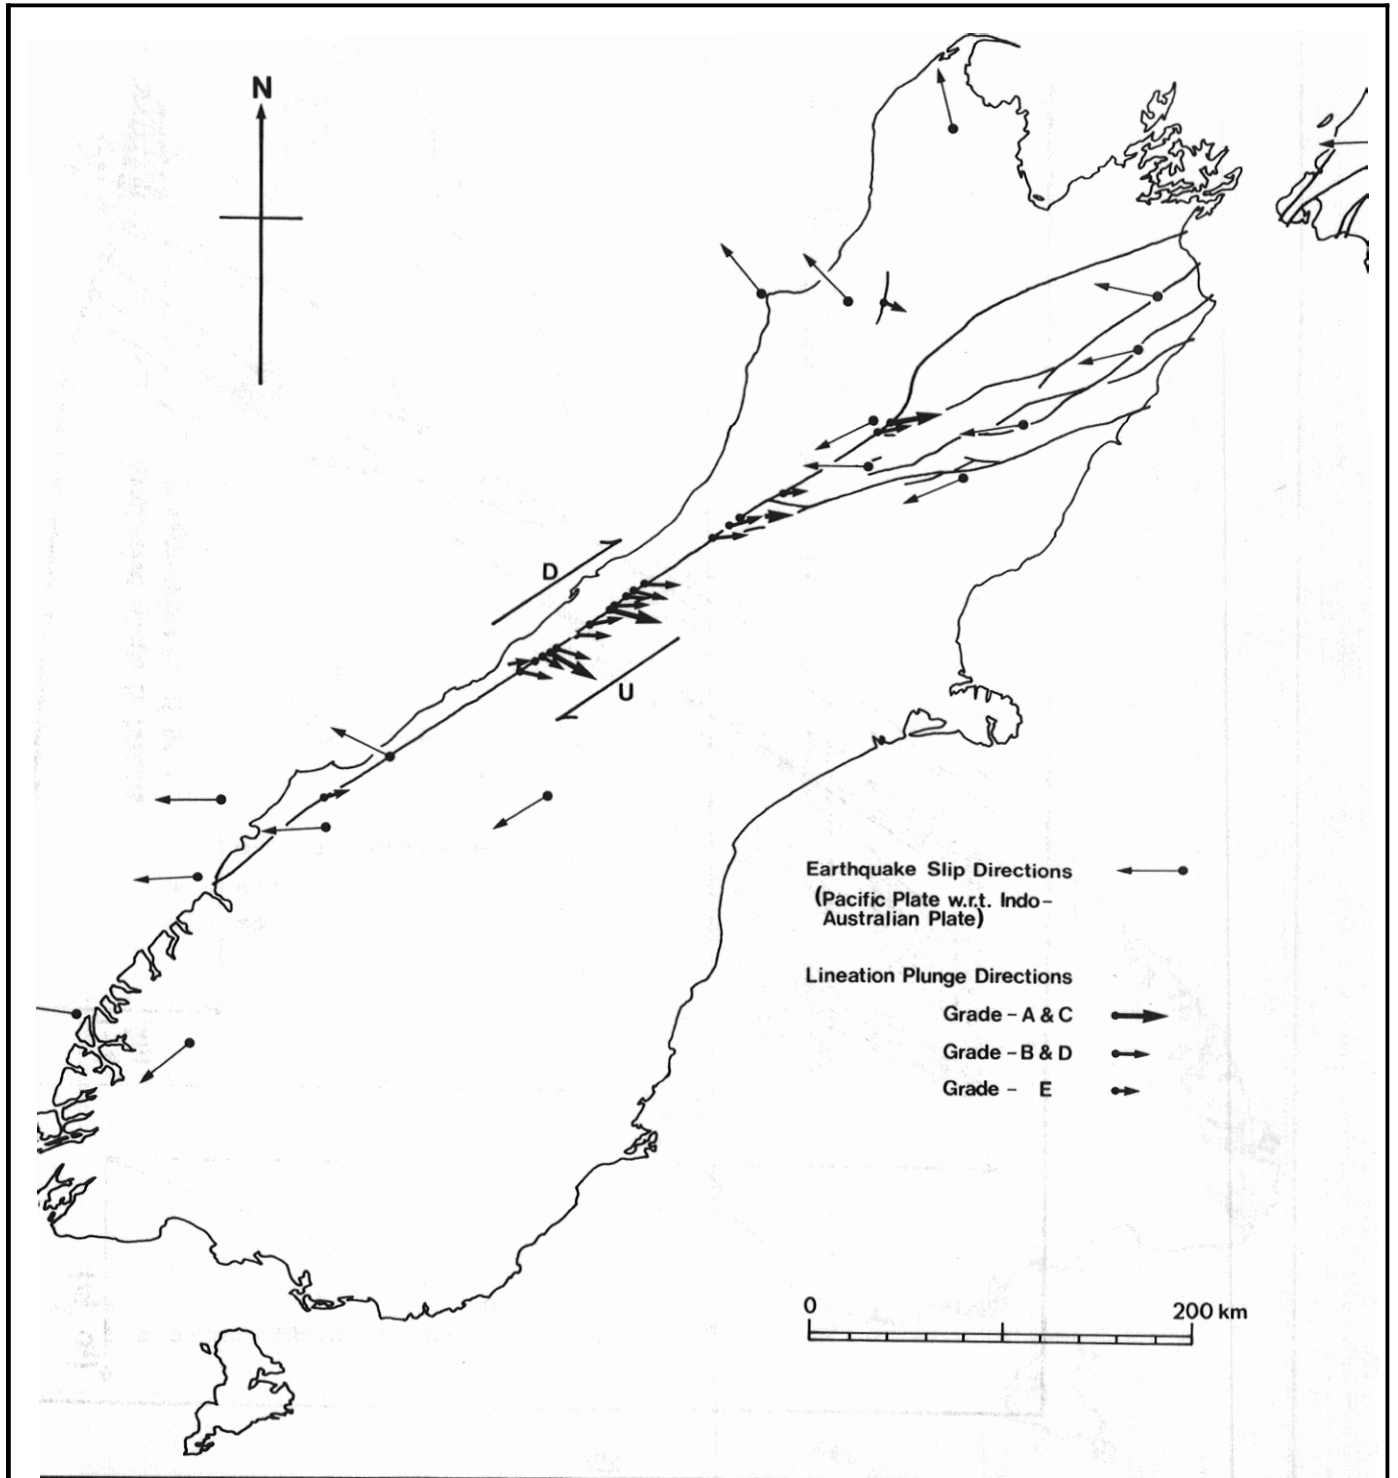 N
D
U
Earthquake Slip Directions
(Pacific Plate w.r.t. Indo-
Australian Plate)
Lineation Plunge Directions
Grade - A & C
Grade - B & D
Grade - E
0
200 km